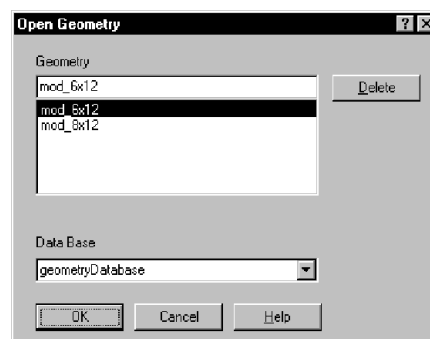 Open Geometry
Geometry
mod_6x12
Delete
mod_6x12
mod_8x12
Data Base
geometryDatabase
OK Cancel Help